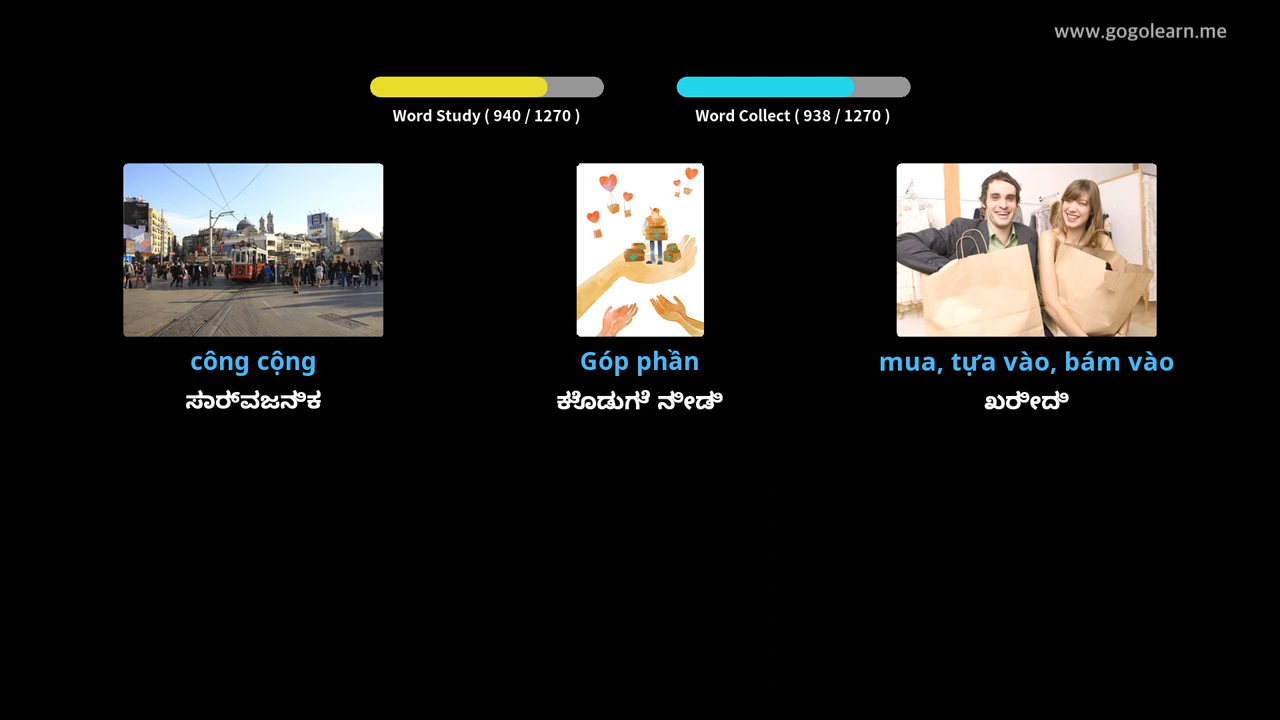 www.gogolearn.me
Word Study ( 940 / 1270 )
Word Collect ( 938 / 1270 )
công cộng
Góp phần
mua, tựa vào, bám vào
ಸಾರ್ವಜನಿಕ
ಕೊಡುಗೆ ನೀಡಿ
ಖರೀದಿ